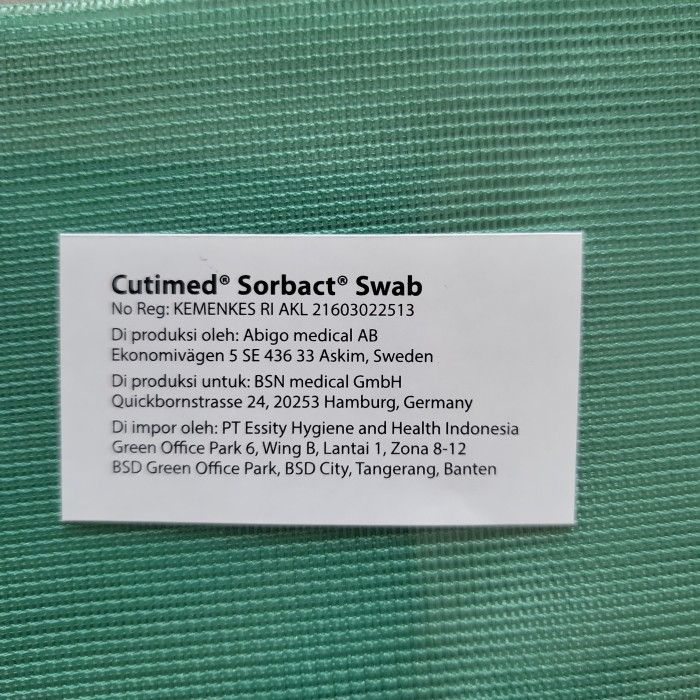 Cutimed® Sorbact® Swab
No Reg: KEMENKES RI AKL 21603022513
Di produksi oleh: Abigo medical AB
Ekonomivägen 5 SE 436 33 Askim, Sweden
Di produksi untuk: BSN medical GmbH
Quickbornstrasse 24, 20253 Hamburg, Germany
Di impor oleh: PT Essity Hygiene and Health Indonesia
Green Office Park 6, Wing B, Lantai 1, Zona 8-12
BSD Green Office Park, BSD City, Tangerang, Banten